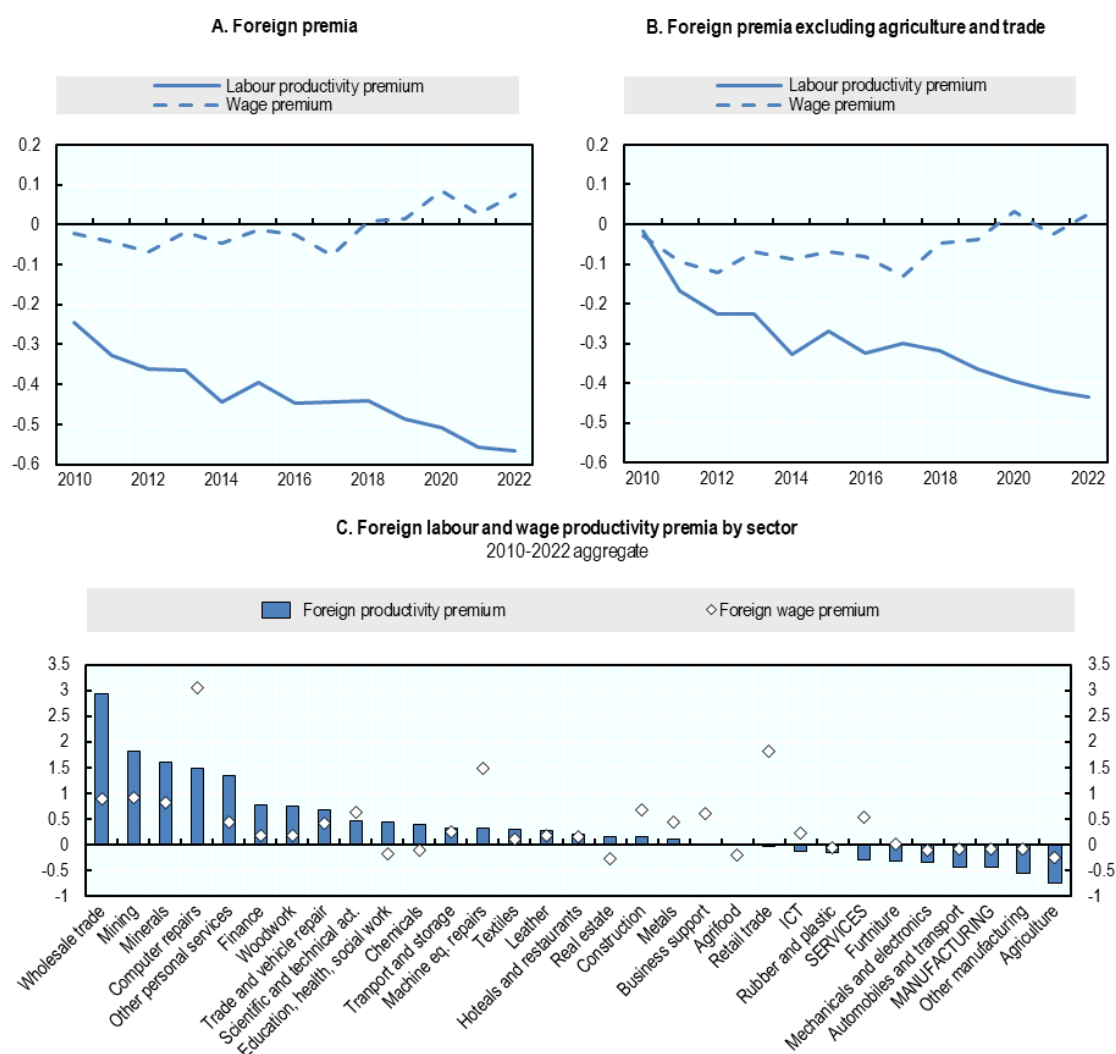 A. Foreign premia
Labour productivity premium
Wage premium
0.2
0.1
0
-0.1
-0.2
-0.3
-0.4
-0.5
-0.6
2010 2012 2014 2016 2018 2020 2022
B. Foreign premia excluding agriculture and trade
Labour productivity premium
Wage premium
0.2
0.1
0
-0.1
-0.2
-0.3
-0.4
-0.5
-0.6
2010 2012 2014 2016 2018 2020 2022
C. Foreign labour and wage productivity premia by sector
2010-2022 aggregate
Foreign productivity premium
Foreign wage premium
3.5 3.5
3 3
2.5 2.5
2 2
1.5 1.5
1 1
0.5 0.5
0 0
-0.5 -0.5
-1 -1
Wholesale trade
Mining
Minerals
Computer repairs
Other personal services
Finance
Woodwork
Trade and vehicle repair
Scientific and technical act.
Education, health, social work
Chemicals
Tranport and storage
Machine eq. repairs
Textiles
Leather
Hoteals and restaurants
Real estate
Construction
Metals
Business support
Agrifood
Retail trade
ICT
Rubber and plastic
SERVICES
Furniture
Mechanicals and electronics
Automobiles and transport
MANUFACTURING
Other manufacturing
Agriculture